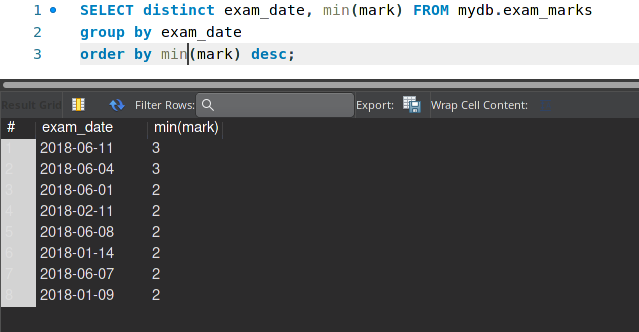 1 SELECT distinct exam_date, min(mark) FROM mydb.exam_marks
2 group by exam_date
3 order by min(mark) desc;
Result Grid Filter Rows: Export: Wrap Cell Content:
# exam_date min(mark)
1 2018-06-11 3
2 2018-06-04 3
3 2018-06-01 2
4 2018-02-11 2
5 2018-06-08 2
6 2018-01-14 2
7 2018-06-07 2
8 2018-01-09 2